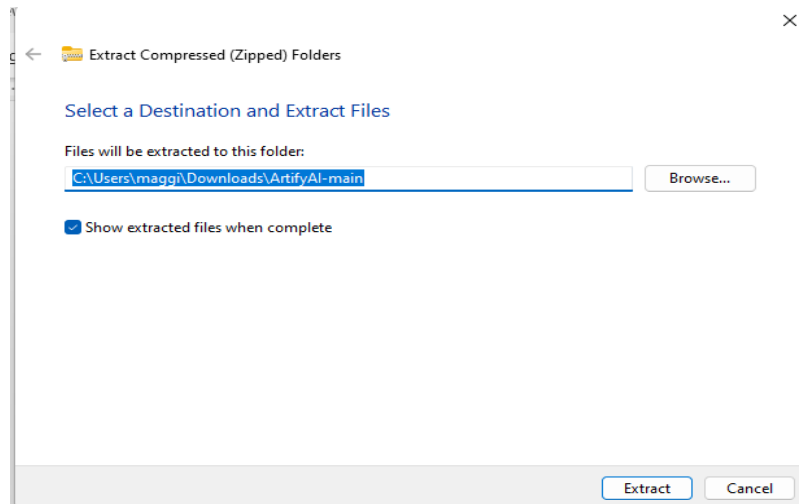 Extract Compressed (Zipped) Folders
Select a Destination and Extract Files
Files will be extracted to this folder:
C:\Users\maggi\Downloads\ArtifyAI-main
Browse...
Show extracted files when complete
Extract
Cancel